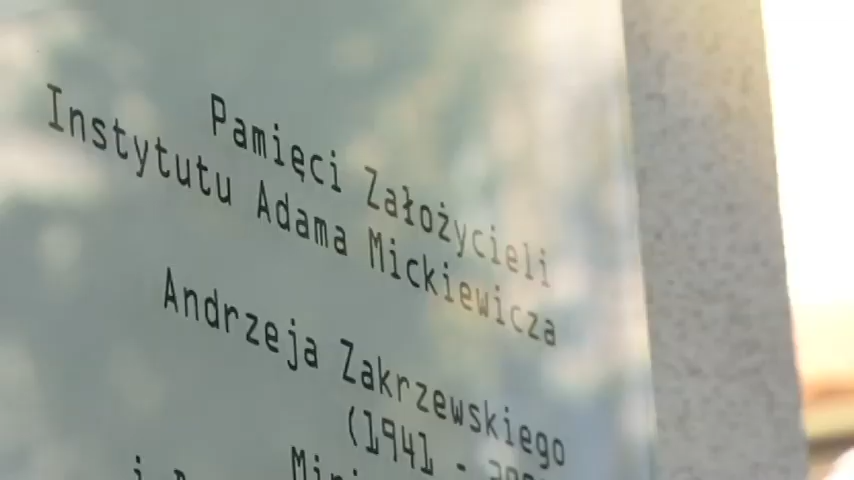 Pamięci Założycieli
Instytutu Adama Mickiewicza
Andrzeja Zakrzewskiego
(1941 -
i